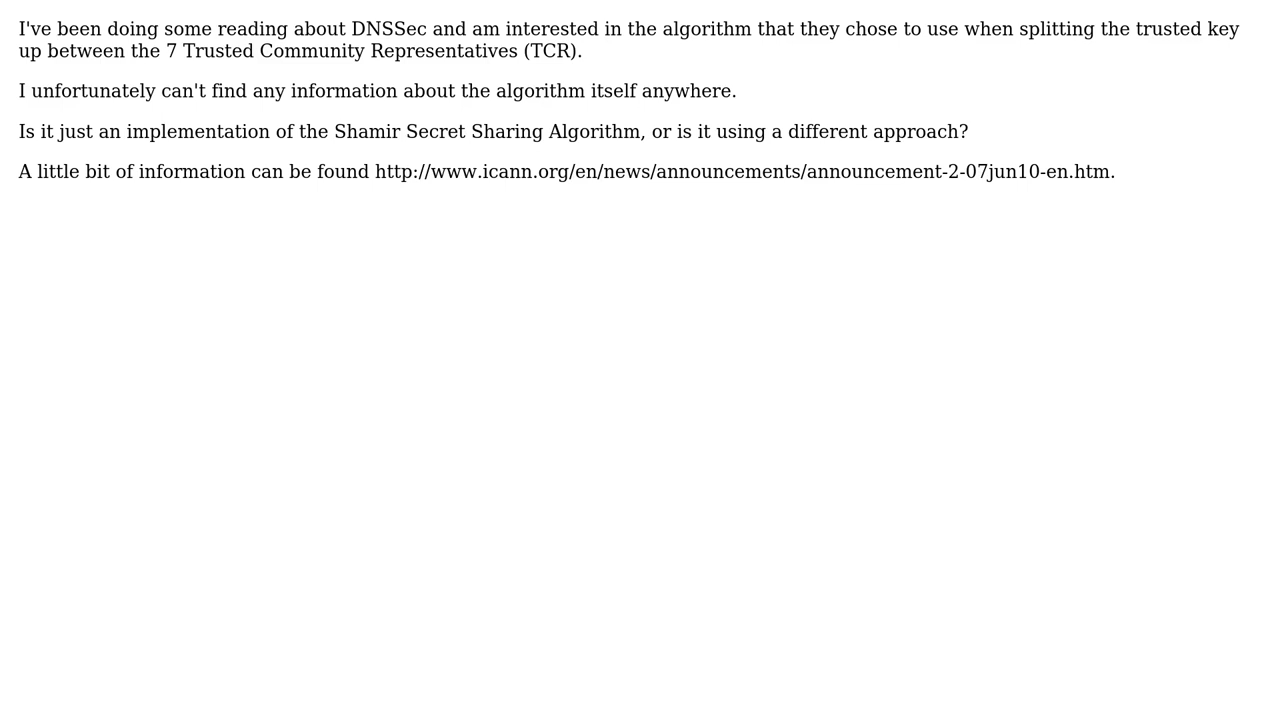 I've been doing some reading about DNSSec and am interested in the algorithm that they chose to use when splitting the trusted key
up between the 7 Trusted Community Representatives (TCR).
I unfortunately can't find any information about the algorithm itself anywhere.
Is it just an implementation of the Shamir Secret Sharing Algorithm, or is it using a different approach?
A little bit of information can be found http://www.icann.org/en/news/announcements/announcement-2-07jun10-en.htm.